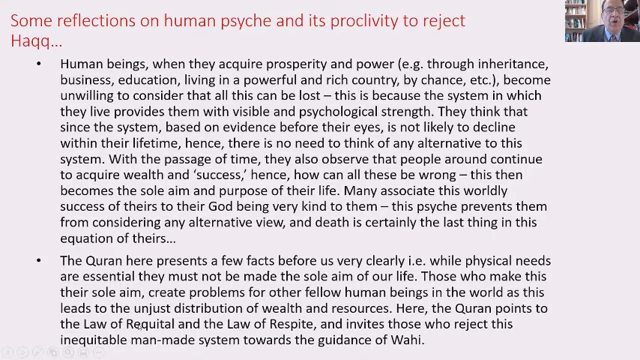 Some reflections on human psyche and its proclivity to reject
Haqq...
• Human beings, when they acquire prosperity and power (e.g. through inheritance,
business, education, living in a powerful and rich country, by chance, etc.), become
unwilling to consider that all this can be lost – this is because the system in which
they live provides them with visible and psychological strength. They think that
since the system, based on evidence before their eyes, is not likely to decline
within their lifetime, hence, there is no need to think of any alternative to this
system. With the passage of time, they also observe that people around continue
to acquire wealth and ‘success,’ hence, how can all these be wrong – this then
becomes the sole aim and purpose of their life. Many associate this worldly
success of theirs to their God being very kind to them – this psyche prevents them
from considering any alternative view, and death is certainly the last thing in this
equation of theirs...
• The Quran here presents a few facts before us very clearly i.e. while physical needs
are essential they must not be made the sole aim of our life. Those who make this
their sole aim, create problems for other fellow human beings in the world as this
leads to the unjust distribution of wealth and resources. Here, the Quran points to
the Law of Requital and the Law of Respite, and invites those who reject this
inequitable man-made system towards the guidance of Wahi.